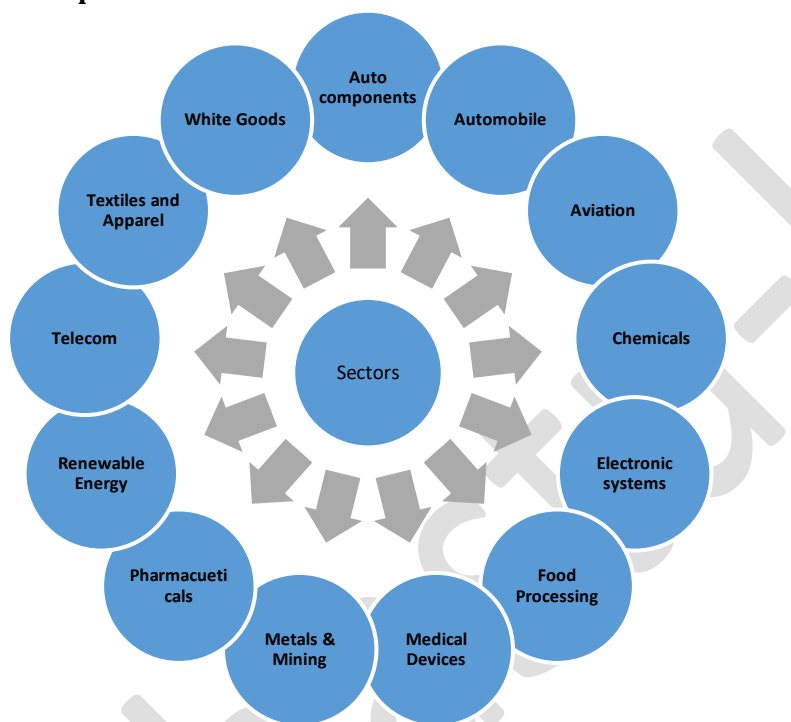 Auto
components
Automobile
Aviation
Chemicals
Electronic
systems
Food
Processing
Medical
Devices
Metals &
Mining
Pharmacueti
cals
Renewable
Energy
Telecom
Textiles and
Apparel
White Goods
Sectors